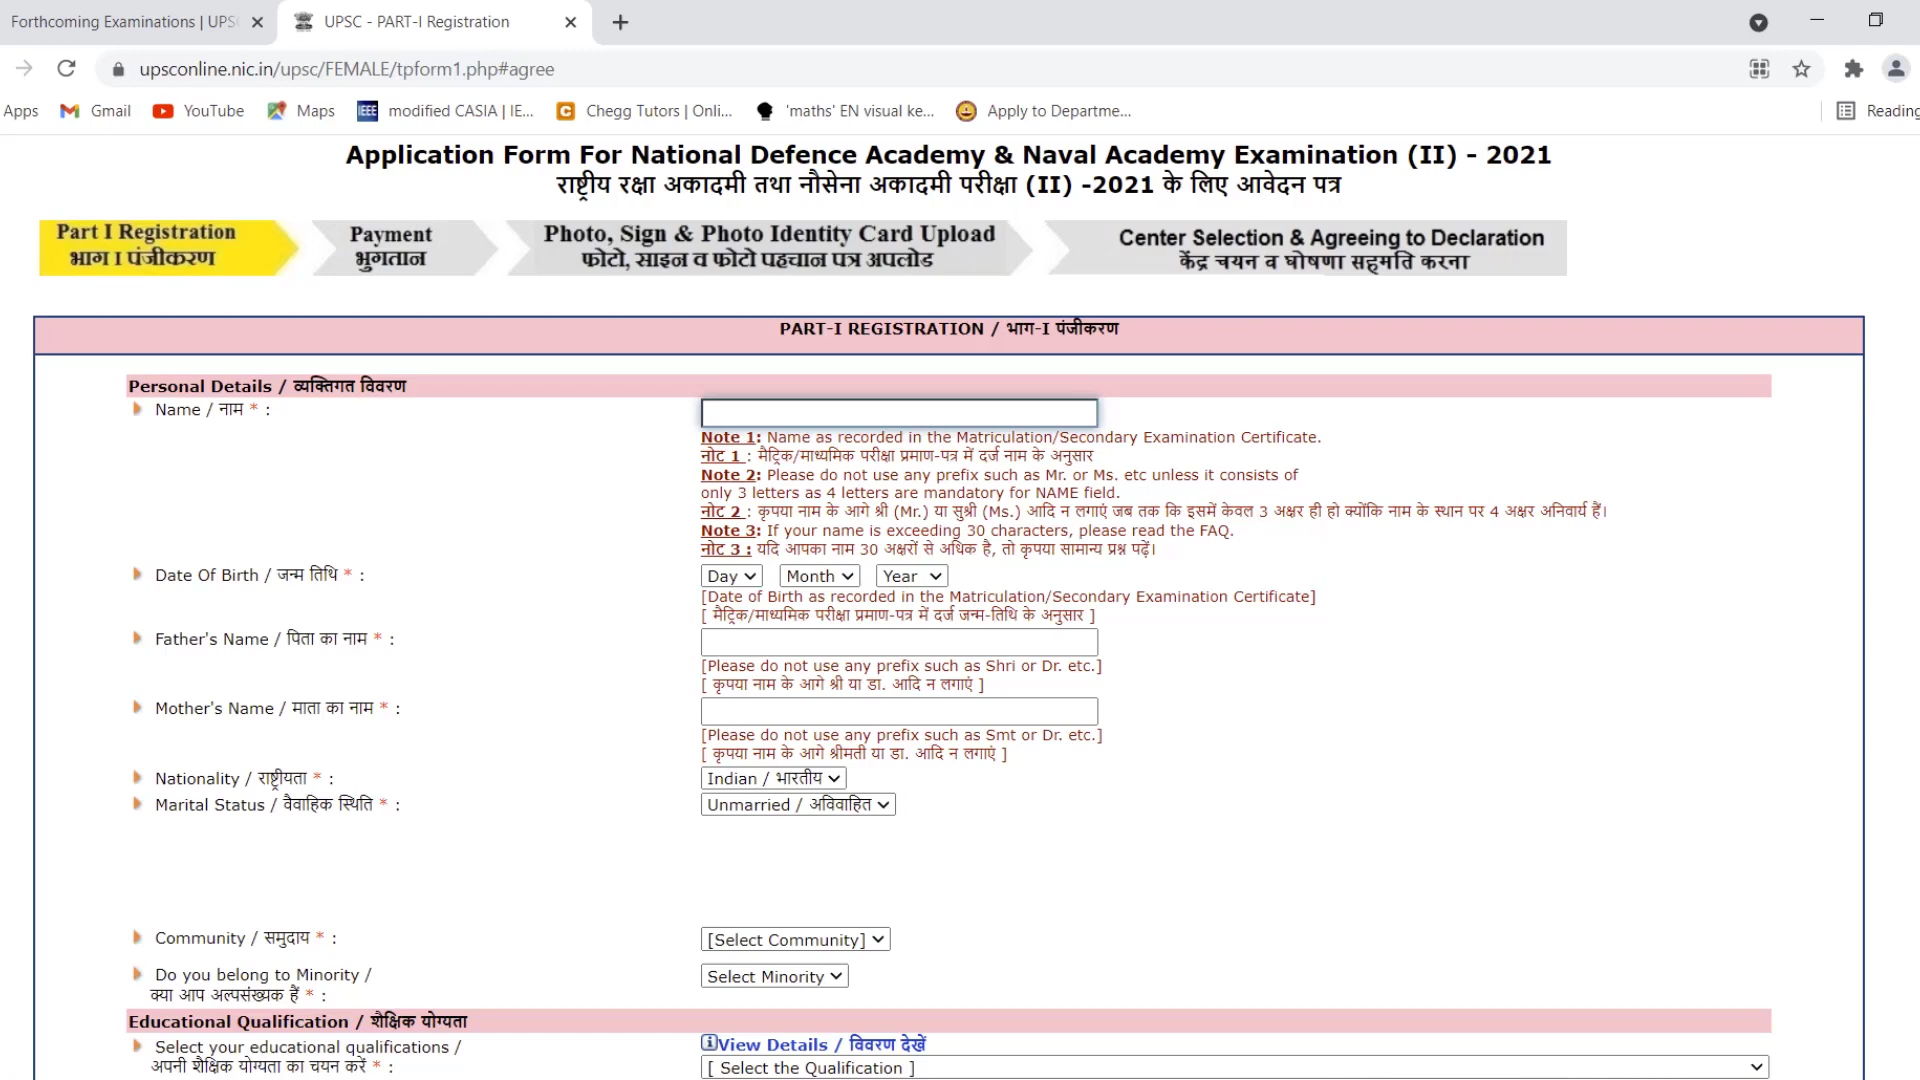 Forthcoming Examinations | UPS
UPSC - PART-I Registration
upsconline.nic.in/upsc/FEMALE/tpform1.php#agree
Apps Gmail YouTube Maps IEEE modified CASIA | IE... C Chegg Tutors | Onli... 'maths' EN visual ke... Apply to Departme... Reading
Application Form For National Defence Academy & Naval Academy Examination (II) - 2021
राष्ट्रीय रक्षा अकादमी तथा नौसेना अकादमी परीक्षा (II) -2021 के लिए आवेदन पत्र
Part I Registration
भाग I पंजीकरण
Payment
भुगतान
Photo, Sign & Photo Identity Card Upload
फोटो, साइन व फोटो पहचान पत्र अपलोड
Center Selection & Agreeing to Declaration
केंद्र चयन व घोषणा सहमति करना
PART-I REGISTRATION / भाग-I पंजीकरण
Personal Details / व्यक्तिगत विवरण
Name / नाम * :
Note 1: Name as recorded in the Matriculation/Secondary Examination Certificate.
नोट 1 : मैट्रिक/माध्यमिक परीक्षा प्रमाण-पत्र में दर्ज नाम के अनुसार
Note 2: Please do not use any prefix such as Mr. or Ms. etc unless it consists of
only 3 letters as 4 letters are mandatory for NAME field.
नोट 2 : कृपया नाम के आगे श्री (Mr.) या सुश्री (Ms.) आदि न लगाएं जब तक कि इसमें केवल 3 अक्षर ही हो क्योंकि नाम के स्थान पर 4 अक्षर अनिवार्य हैं।
Note 3: If your name is exceeding 30 characters, please read the FAQ.
नोट 3 : यदि आपका नाम 30 अक्षरों से अधिक है, तो कृपया सामान्य प्रश्न पढ़ें।
Date Of Birth / जन्म तिथि * :
Day Month Year
[Date of Birth as recorded in the Matriculation/Secondary Examination Certificate]
[ मैट्रिक/माध्यमिक परीक्षा प्रमाण-पत्र में दर्ज जन्म-तिथि के अनुसार ]
Father's Name / पिता का नाम * :
[Please do not use any prefix such as Shri or Dr. etc.]
[ कृपया नाम के आगे श्री या डा. आदि न लगाएं ]
Mother's Name / माता का नाम * :
[Please do not use any prefix such as Smt or Dr. etc.]
[ कृपया नाम के आगे श्रीमती या डा. आदि न लगाएं ]
Nationality / राष्ट्रीयता * : Indian / भारतीय
Marital Status / वैवाहिक स्थिति * : Unmarried / अविवाहित
Community / समुदाय * : [Select Community]
Do you belong to Minority / Select Minority
क्या आप अल्पसंख्यक हैं * :
Educational Qualification / शैक्षिक योग्यता
Select your educational qualifications / View Details / विवरण देखें
अपनी शैक्षिक योग्यता का चयन करें * : [ Select the Qualification ]